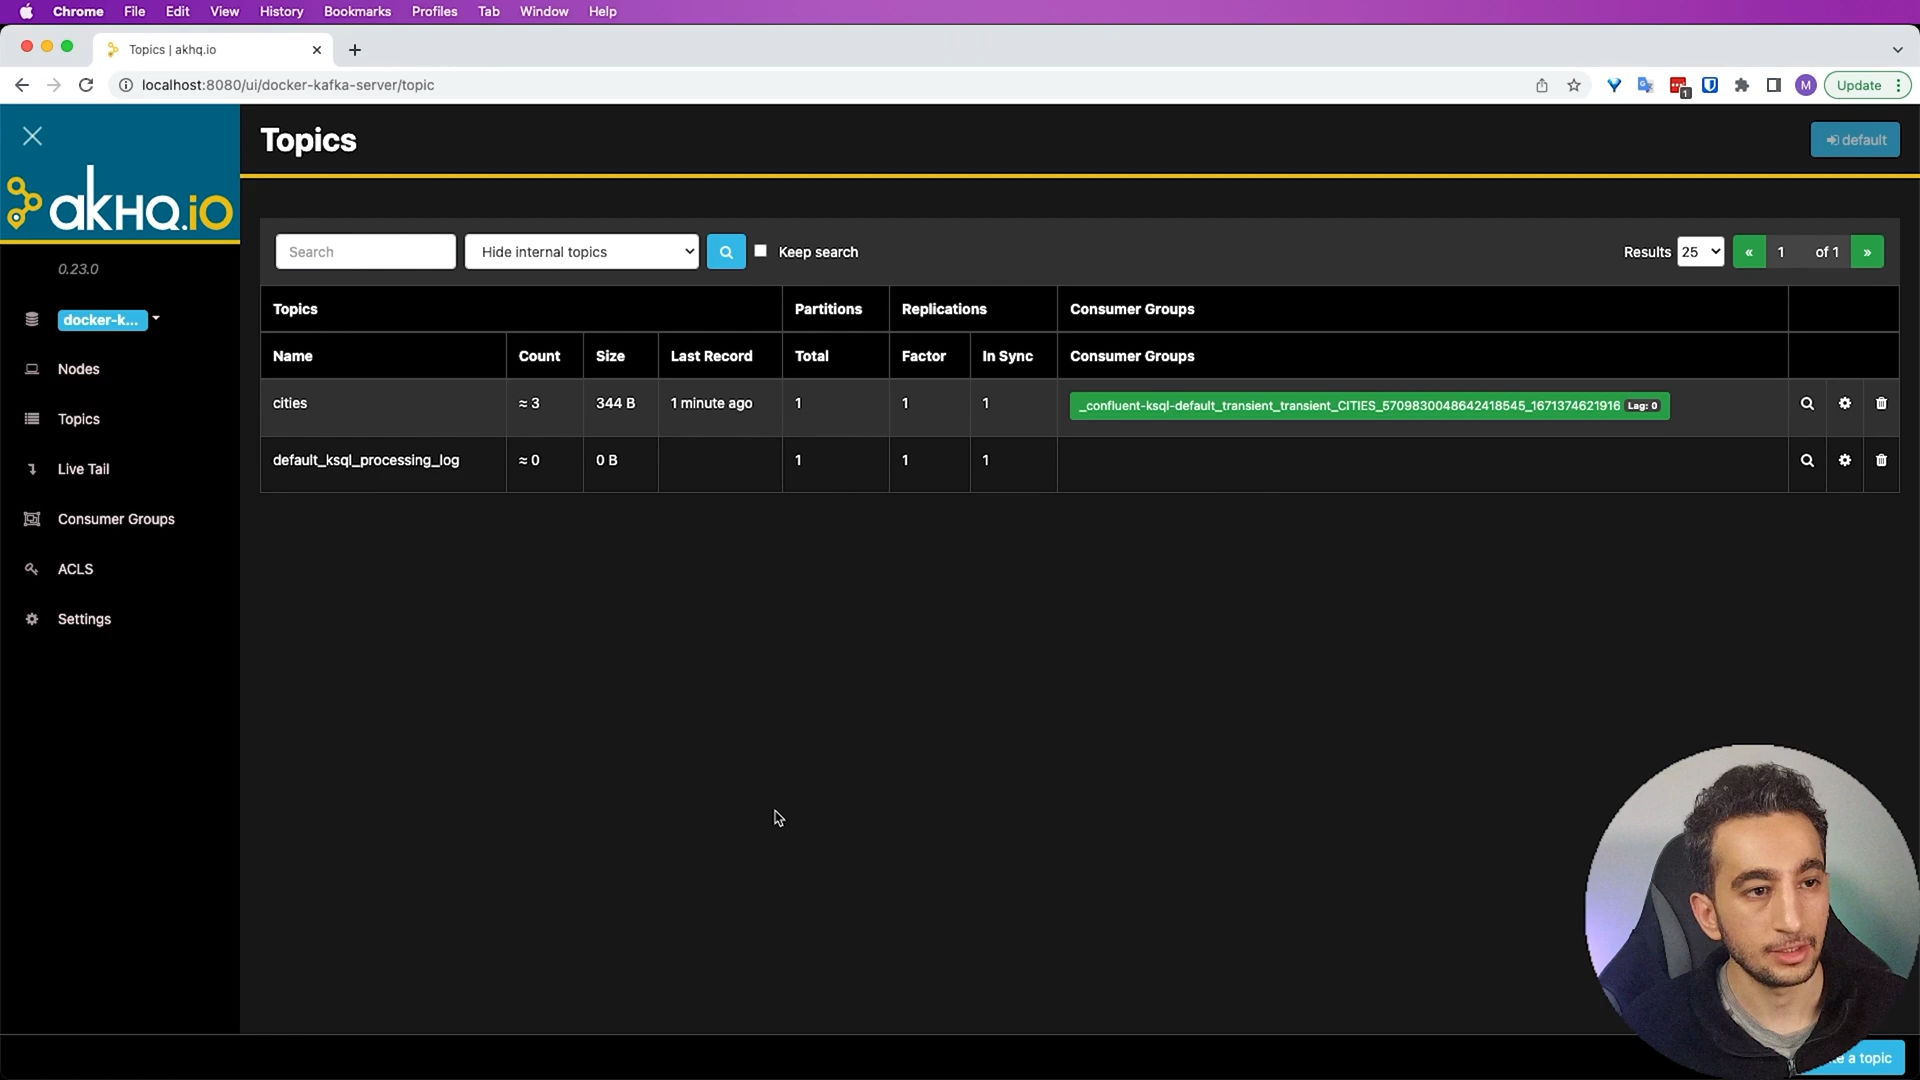 Chrome File Edit View History Bookmarks Profiles Tab Window Help
Topics | akhq.io
localhost:8080/ui/docker-kafka-server/topic
1
M
Update
akHQ.io
Topics
default
Search
Hide internal topics
Keep search
Results 25
« 1 of 1 »
0.23.0
docker-k...
Nodes
Topics
Live Tail
Consumer Groups
ACLS
Settings
Topics Partitions Replications Consumer Groups
Name Count Size Last Record Total Factor In Sync Consumer Groups
cities ≈ 3 344 B 1 minute ago 1 1 1 _confluent-ksql-default_transient_transient_CITIES_5709830048642418545_1671374621916 Lag: 0
default_ksql_processing_log ≈ 0 0 B 1 1 1
a topic